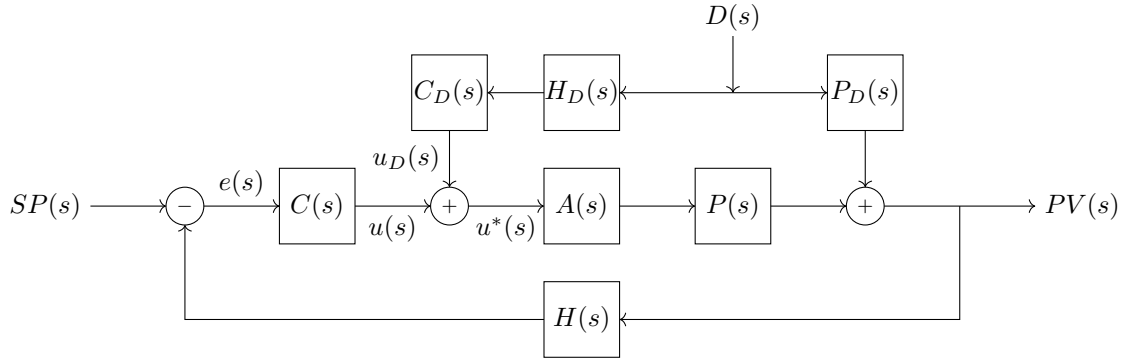 D(s)
C_D(s)
H_D(s)
P_D(s)
u_D(s)
SP(s)
-
e(s)
C(s)
u(s)
+
u*(s)
A(s)
P(s)
+
PV(s)
H(s)